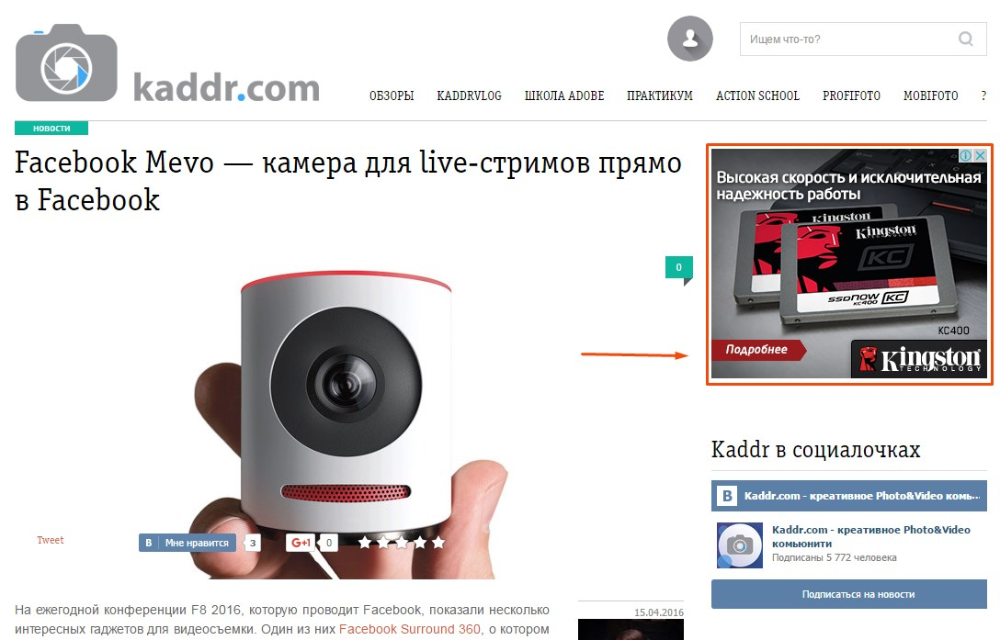 kaddr.com
Ищем что-то?
ОБЗОРЫ KADDRVLOG ШКОЛА ADOBE ПРАКТИКУМ ACTION SCHOOL PROFIFOTO MOBIFOTO ?
НОВОСТИ
Facebook Mevo — камера для live-стримов прямо
в Facebook
0
Tweet
B Мне нравится 3
G+1 0
На ежегодной конференции F8 2016, которую проводит Facebook, показали несколько
интересных гаджетов для видеосъемки. Один из них Facebook Surround 360, о котором
15.04.2016
Высокая скорость и исключительная
надежность работы
Kingston
Kingston
TECHNOLOGY
KC
SSDNOW KC
KC400
KC400
Подробнее
Kingston
TECHNOLOGY
Kaddr в социалочках
B Kaddr.com - креативное Photo&Video комь...
Kaddr.com - креативное Photo&Video
комьюнити
Подписаны 5 772 человека
Подписаться на новости